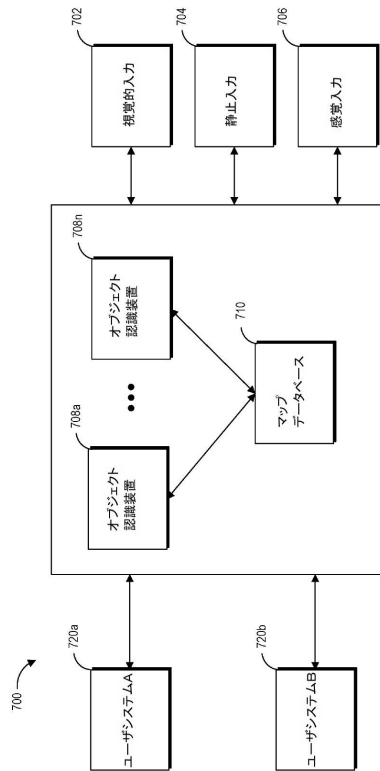 700
720a
ユーザシステムA
720b
ユーザシステムB
708a
オブジェクト
認識装置
708n
オブジェクト
認識装置
710
マップ
データベース
702
視覚的入力
704
静止入力
706
感覚入力